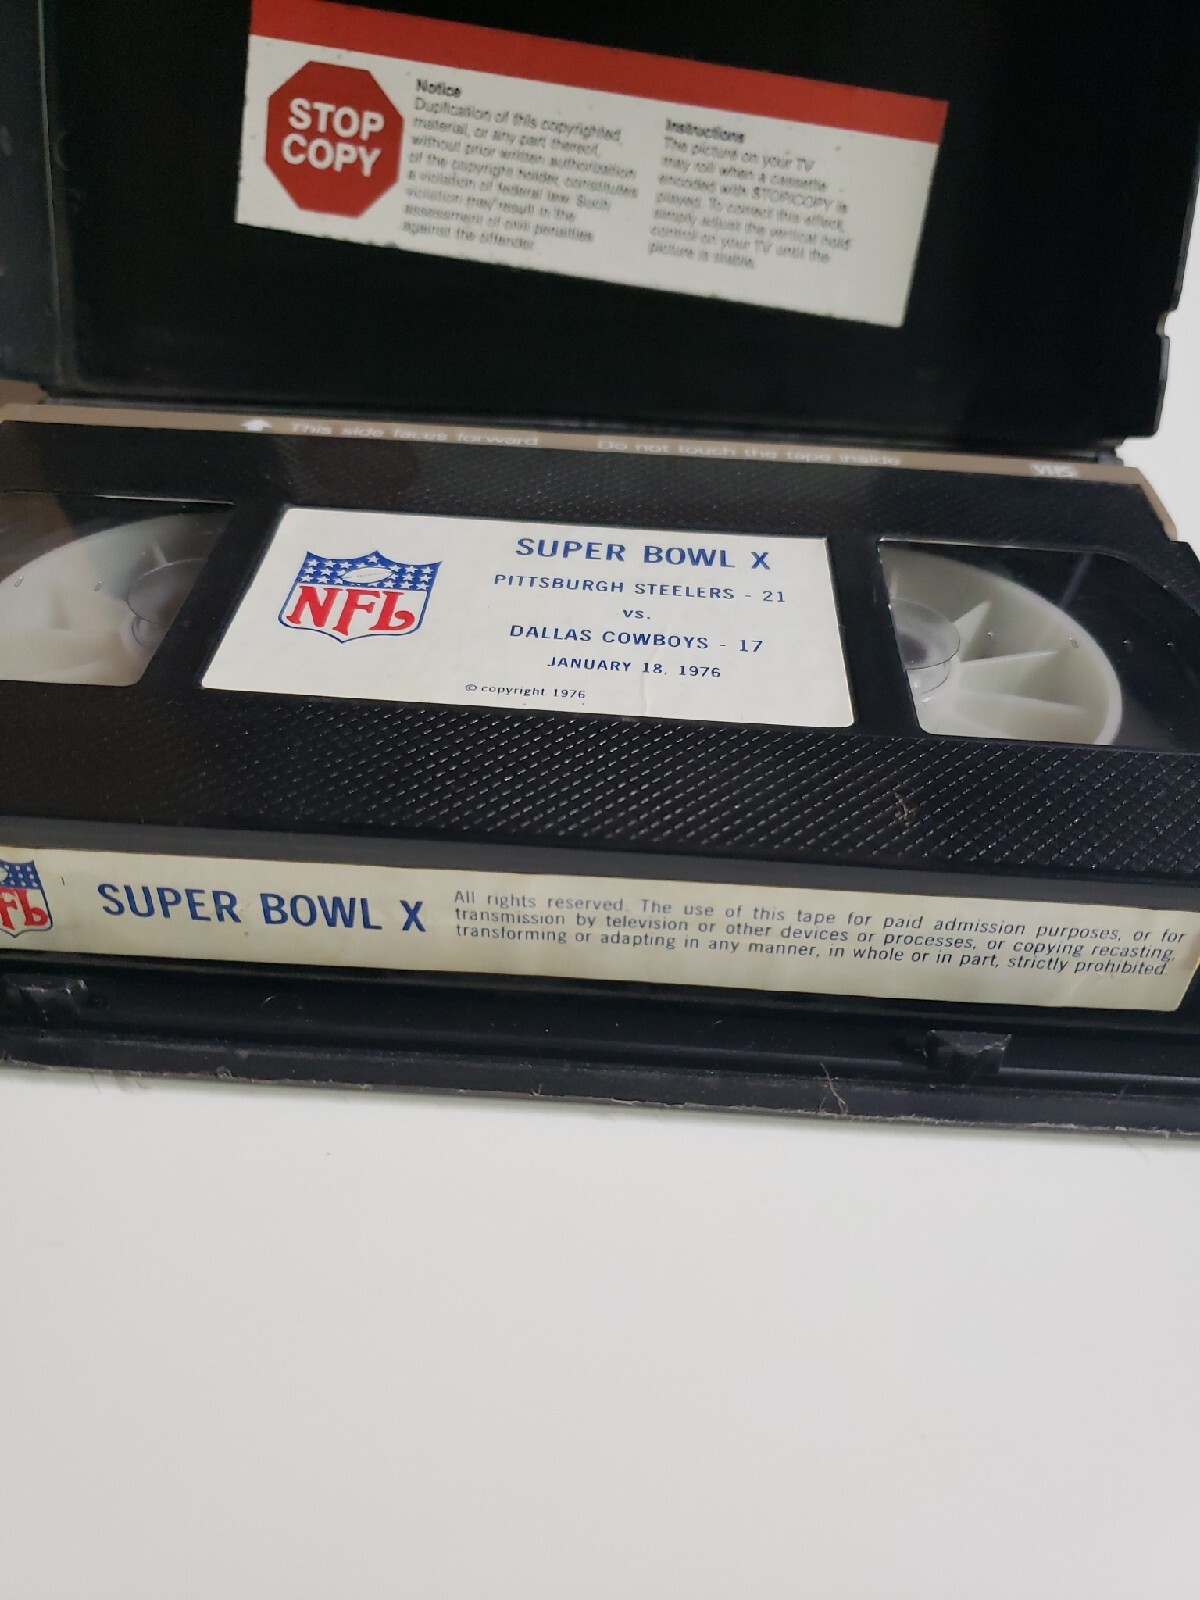 STOP
COPY
Notice
Duplication of this copyrighted
material, or any part thereof,
without prior written authorization
of the copyright holder, constitutes
a violation of federal law. Such
violation may result in the
assessment of civil penalties
against the offender.
Instructions
The picture on your TV
may roll when a cassette
encoded with STOP/COPY is
played. To correct this effect,
simply adjust the vertical hold
control on your TV until the
picture is stable.
This side faces forward Do not touch the tape inside VHS
NFL
SUPER BOWL X
PITTSBURGH STEELERS - 21
vs.
DALLAS COWBOYS - 17
JANUARY 18, 1976
© copyright 1976
FL
SUPER BOWL X
All rights reserved. The use of this tape for paid admission purposes, or for
transmission by television or other devices or processes, or copying recasting,
transforming or adapting in any manner, in whole or in part, strictly prohibited.